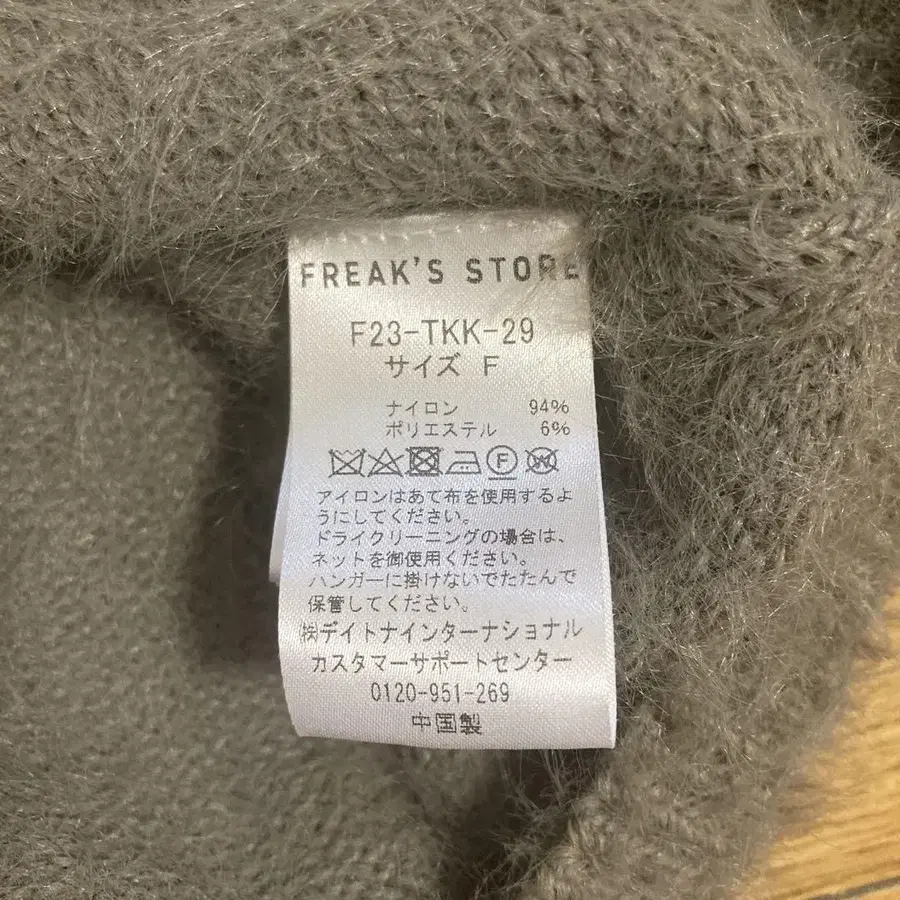 FREAK'S STORE
F23-TKK-29
サイズ F
ナイロン 94%
ポリエステル 6%
F W
アイロンはあて布を使用するよ
うにしてください。
ドライクリーニングの場合は、
ネットを御使用ください。
ハンガーに掛けないでたたんで
保管してください。
㈱デイトナインターナショナル
カスタマーサポートセンター
0120-951-269
中国製